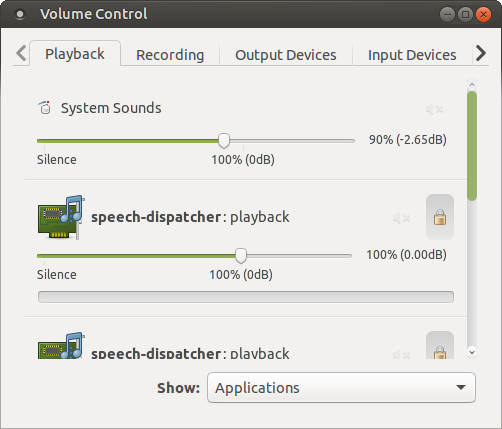 Volume Control
Playback Recording Output Devices Input Devices
System Sounds
90% (-2.65dB)
Silence 100% (0dB)
speech-dispatcher: playback
100% (0.00dB)
Silence 100% (0dB)
speech-dispatcher: playback
Show: Applications